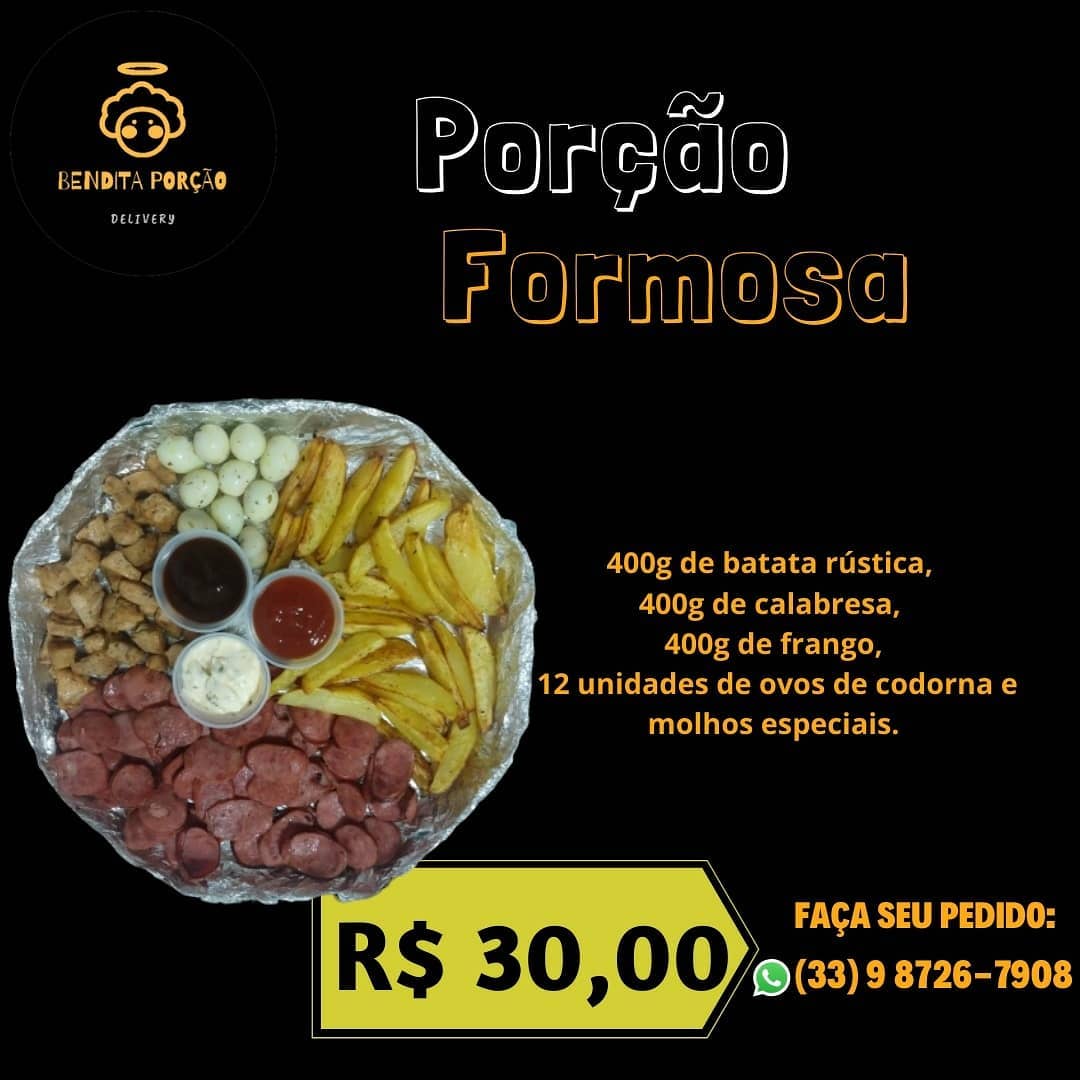 BENDITA PORÇÃO
DELIVERY
Porção
Formosa
400g de batata rústica,
400g de calabresa,
400g de frango,
12 unidades de ovos de codorna e
molhos especiais.
R$ 30,00
FAÇA SEU PEDIDO:
(33) 9 8726-7908